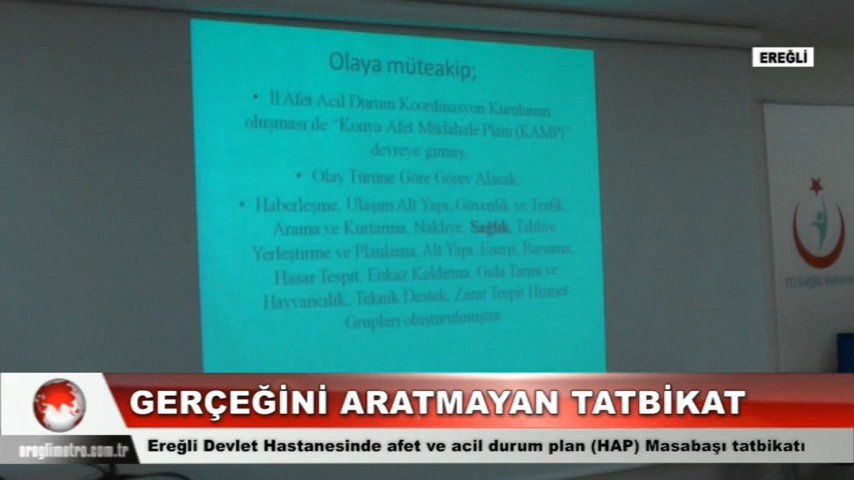 EREĞLİ
Olaya müteakip;
• İl Afet Acil Durum Koordinasyon Kurulunun
oluşması ile "Konya Afet Müdahale Planı (KAMP)"
devreye girmiş,
• Olay Türüne Göre Görev Alacak;
• Haberleşme, Ulaşım Alt Yapı, Güvenlik ve Trafik,
Arama ve Kurtarma, Nakliye, Sağlık, Tahliye
Yerleştirme ve Planlama, Alt Yapı, Enerji, Barınma,
Hasar Tespit, Enkaz Kaldırma, Gıda Tarım ve
Hayvancılık, Teknik Destek, Zarar Tespit Hizmet
Grupları oluşturulmuştur.
T.C. Sağlık
GERÇEĞİNİ ARATMAYAN TATBİKAT
ereglimetro.com.tr
Ereğli Devlet Hastanesinde afet ve acil durum plan (HAP) Masabaşı tatbikatı